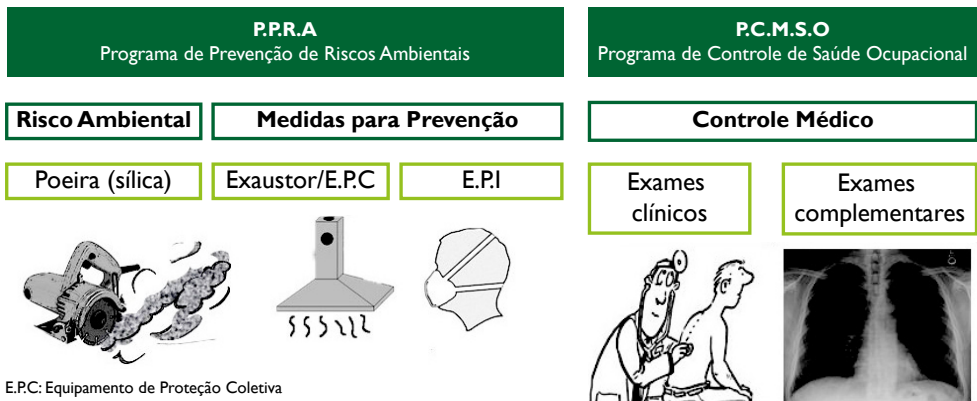 P.P.R.A
Programa de Prevenção de Riscos Ambientais
P.C.M.S.O
Programa de Controle de Saúde Ocupacional
Risco Ambiental
Medidas para Prevenção
Controle Médico
Poeira (sílica)
Exaustor/E.P.C
E.P.I
Exames
clínicos
Exames
complementares
E.P.C: Equipamento de Proteção Coletiva